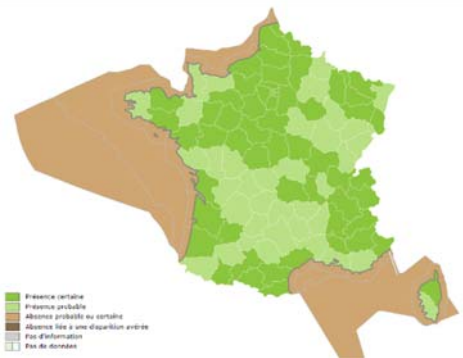 Présence certaine
Présence probable
Absence probable ou certaine
Absence liée à une disparition avérée
Pas d'information
Pas de données